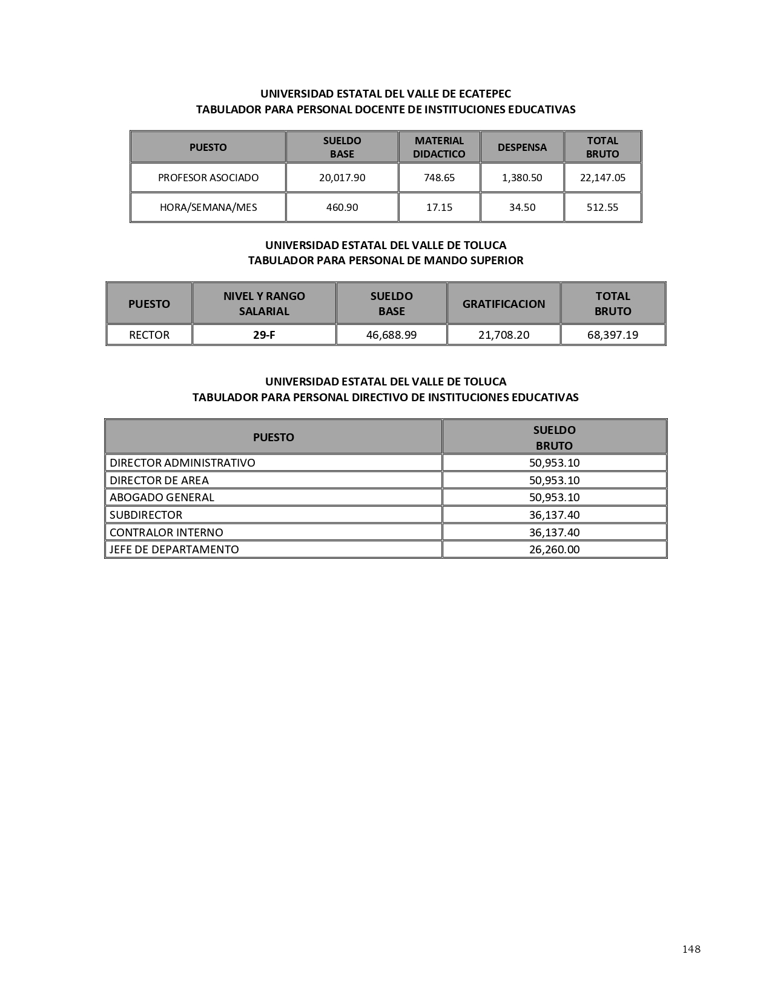 UNIVERSIDAD ESTATAL DEL VALLE DE ECATEPEC
TABULADOR PARA PERSONAL DOCENTE DE INSTITUCIONES EDUCATIVAS
PUESTO SUELDO BASE MATERIAL DIDACTICO DESPENSA TOTAL BRUTO
PROFESOR ASOCIADO 20,017.90 748.65 1,380.50 22,147.05
HORA/SEMANA/MES 460.90 17.15 34.50 512.55
UNIVERSIDAD ESTATAL DEL VALLE DE TOLUCA
TABULADOR PARA PERSONAL DE MANDO SUPERIOR
PUESTO NIVEL Y RANGO SALARIAL SUELDO BASE GRATIFICACION TOTAL BRUTO
RECTOR 29-F 46,688.99 21,708.20 68,397.19
UNIVERSIDAD ESTATAL DEL VALLE DE TOLUCA
TABULADOR PARA PERSONAL DIRECTIVO DE INSTITUCIONES EDUCATIVAS
PUESTO SUELDO BRUTO
DIRECTOR ADMINISTRATIVO 50,953.10
DIRECTOR DE AREA 50,953.10
ABOGADO GENERAL 50,953.10
SUBDIRECTOR 36,137.40
CONTRALOR INTERNO 36,137.40
JEFE DE DEPARTAMENTO 26,260.00
148